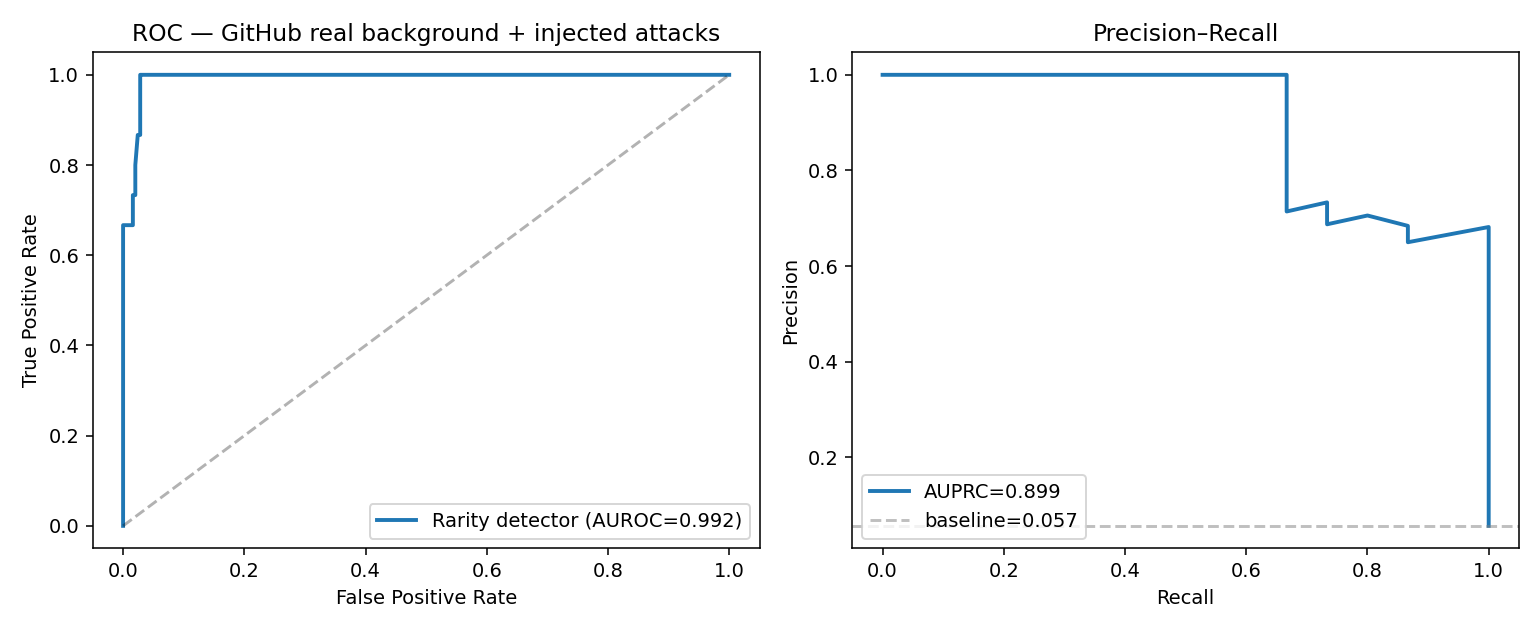 ROC — GitHub real background + injected attacks
True Positive Rate
1.0
0.8
0.6
0.4
0.2
0.0
Rarity detector (AUROC=0.992)
0.0 0.2 0.4 0.6 0.8 1.0
False Positive Rate
Precision–Recall
Precision
1.0
0.8
0.6
0.4
0.2
AUPRC=0.899
baseline=0.057
0.0 0.2 0.4 0.6 0.8 1.0
Recall